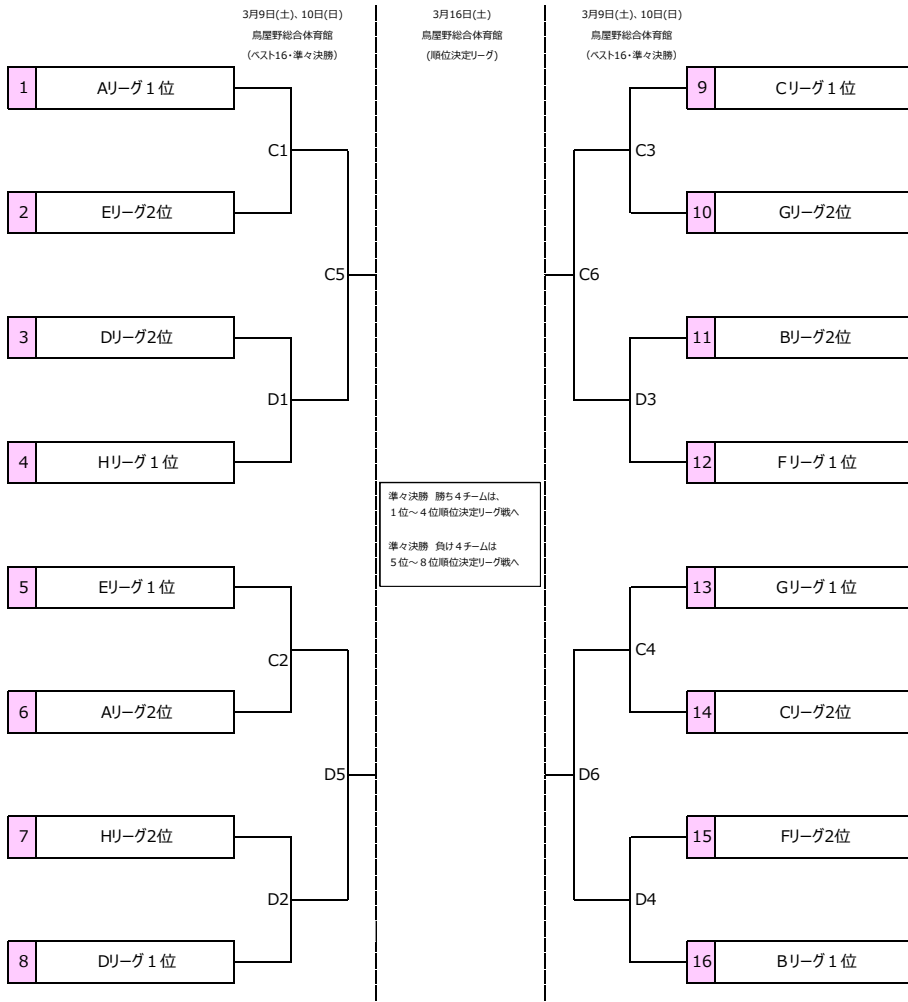 3月9日(土)、10日(日)
鳥屋野総合体育館
(ベスト16・準々決勝)
3月16日(土)
鳥屋野総合体育館
(順位決定リーグ)
3月9日(土)、10日(日)
鳥屋野総合体育館
(ベスト16・準々決勝)
1 Aリーグ１位
C1
2 Eリーグ2位
C5
3 Dリーグ2位
D1
4 Hリーグ１位
5 Eリーグ１位
C2
6 Aリーグ2位
D5
7 Hリーグ2位
D2
8 Dリーグ１位
準々決勝 勝ち４チームは、
１位～４位順位決定リーグ戦へ
準々決勝 負け４チームは
５位～８位順位決定リーグ戦へ
9 Cリーグ１位
C3
10 Gリーグ2位
C6
11 Bリーグ2位
D3
12 Fリーグ１位
13 Gリーグ１位
C4
14 Cリーグ2位
D6
15 Fリーグ2位
D4
16 Bリーグ１位